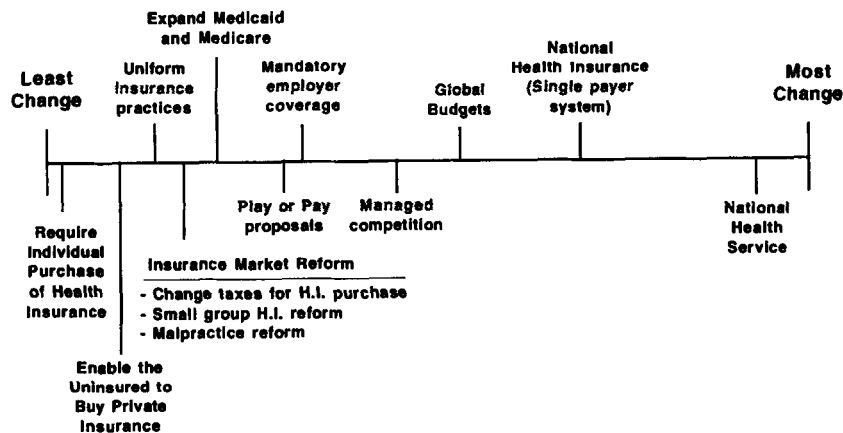 Expand Medicaid
and Medicare
Least
Change
Uniform
Insurance
practices
Mandatory
employer
coverage
Global
Budgets
National
Health Insurance
(Single payer
system)
Most
Change
Require
Individual
Purchase
of Health
Insurance
Enable the
Uninsured to
Buy Private
Insurance
Insurance Market Reform
- Change taxes for H.I. purchase
- Small group H.I. reform
- Malpractice reform
Play or Pay
proposals
Managed
competition
National
Health
Service